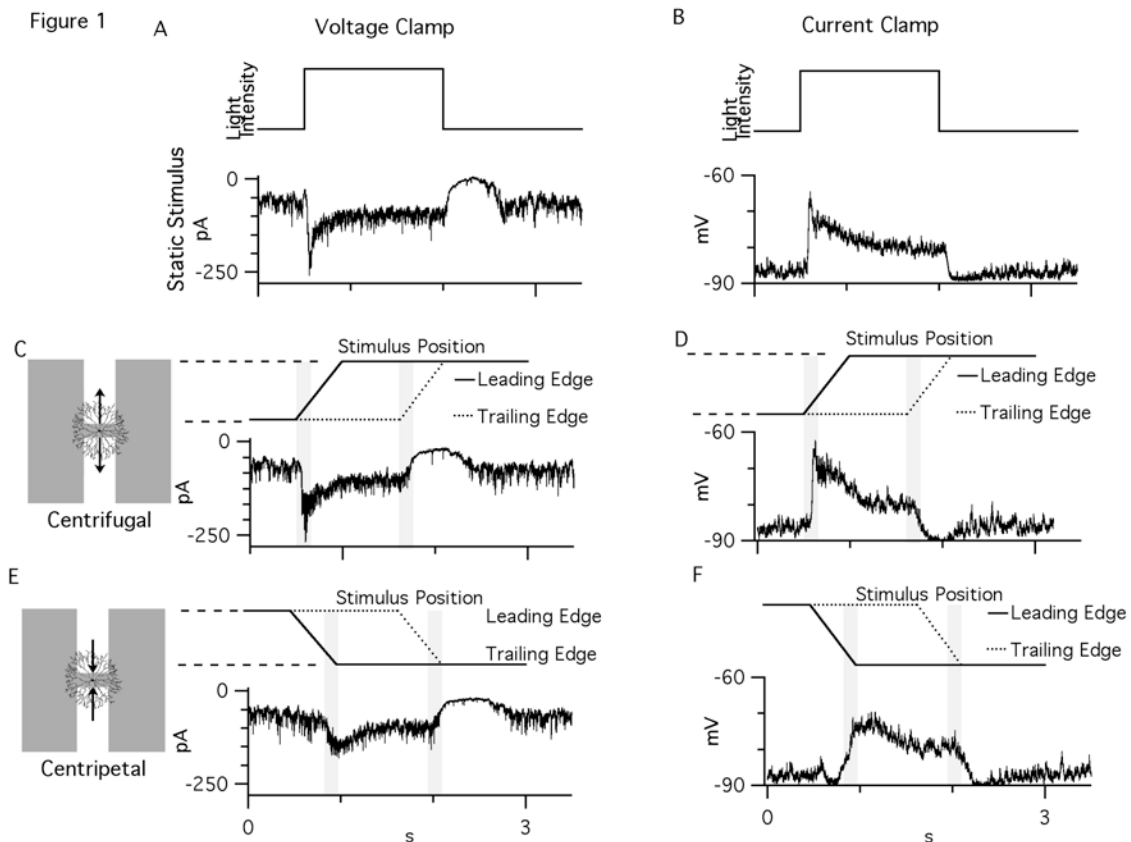 Figure 1
A
Voltage Clamp
B
Current Clamp
Light
Intensity
Light
Intensity
Static Stimulus
pA
0
-250
mV
-60
-90
C
Stimulus Position
Leading Edge
Trailing Edge
Centrifugal
pA
0
-250
D
Stimulus Position
Leading Edge
Trailing Edge
mV
-60
-90
E
Stimulus Position
Leading Edge
Trailing Edge
Centripetal
pA
0
-250
0
3
s
F
Stimulus Position
Leading Edge
Trailing Edge
mV
-60
-90
0
3
s